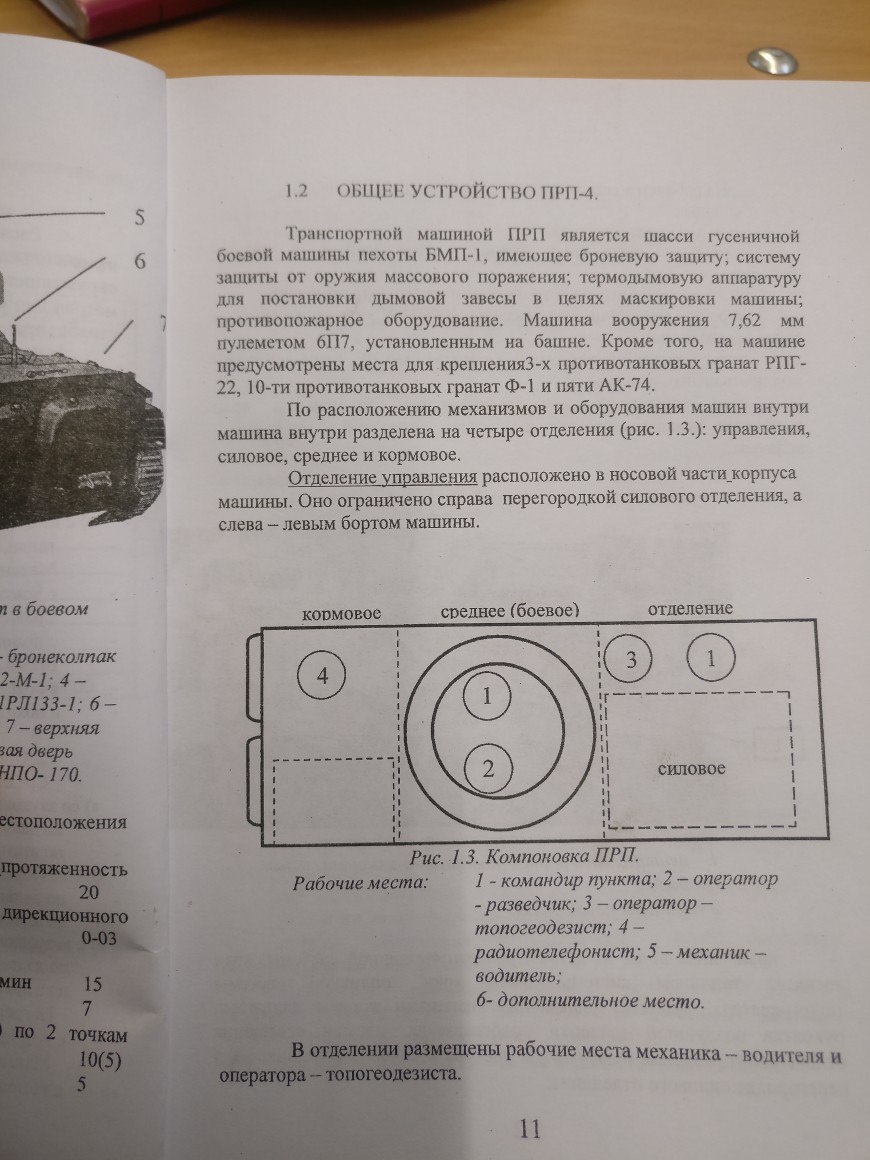 5
6
7
т в боевом
- бронеколпак
2-М-1; 4 –
1РЛ133-1; 6 –
7 – верхняя
вая дверь
НПО- 170.
естоположения
протяженность
20
дирекционного
0-03
мин 15
7
) по 2 точкам
10(5)
5
1.2 ОБЩЕЕ УСТРОЙСТВО ПРП-4.
Транспортной машиной ПРП является шасси гусеничной
боевой машины пехоты БМП-1, имеющее броневую защиту; систему
защиты от оружия массового поражения; термодымовую аппаратуру
для постановки дымовой завесы в целях маскировки машины;
противопожарное оборудование. Машина вооружения 7,62 мм
пулеметом 6П7, установленным на башне. Кроме того, на машине
предусмотрены места для крепления3-х противотанковых гранат РПГ-
22, 10-ти противотанковых гранат Ф-1 и пяти АК-74.
По расположению механизмов и оборудования машин внутри
машина внутри разделена на четыре отделения (рис. 1.3.): управления,
силовое, среднее и кормовое.
Отделение управления расположено в носовой части корпуса
машины. Оно ограничено справа перегородкой силового отделения, а
слева – левым бортом машины.
кормовое среднее (боевое) отделение
4 1 3 1
2 силовое
Рис. 1.3. Компоновка ПРП.
Рабочие места: 1 - командир пункта; 2 – оператор
- разведчик; 3 – оператор –
топогеодезист; 4 –
радиотелефонист; 5 – механик –
водитель;
6- дополнительное место.
В отделении размещены рабочие места механика – водителя и
оператора – топогеодезиста.
11